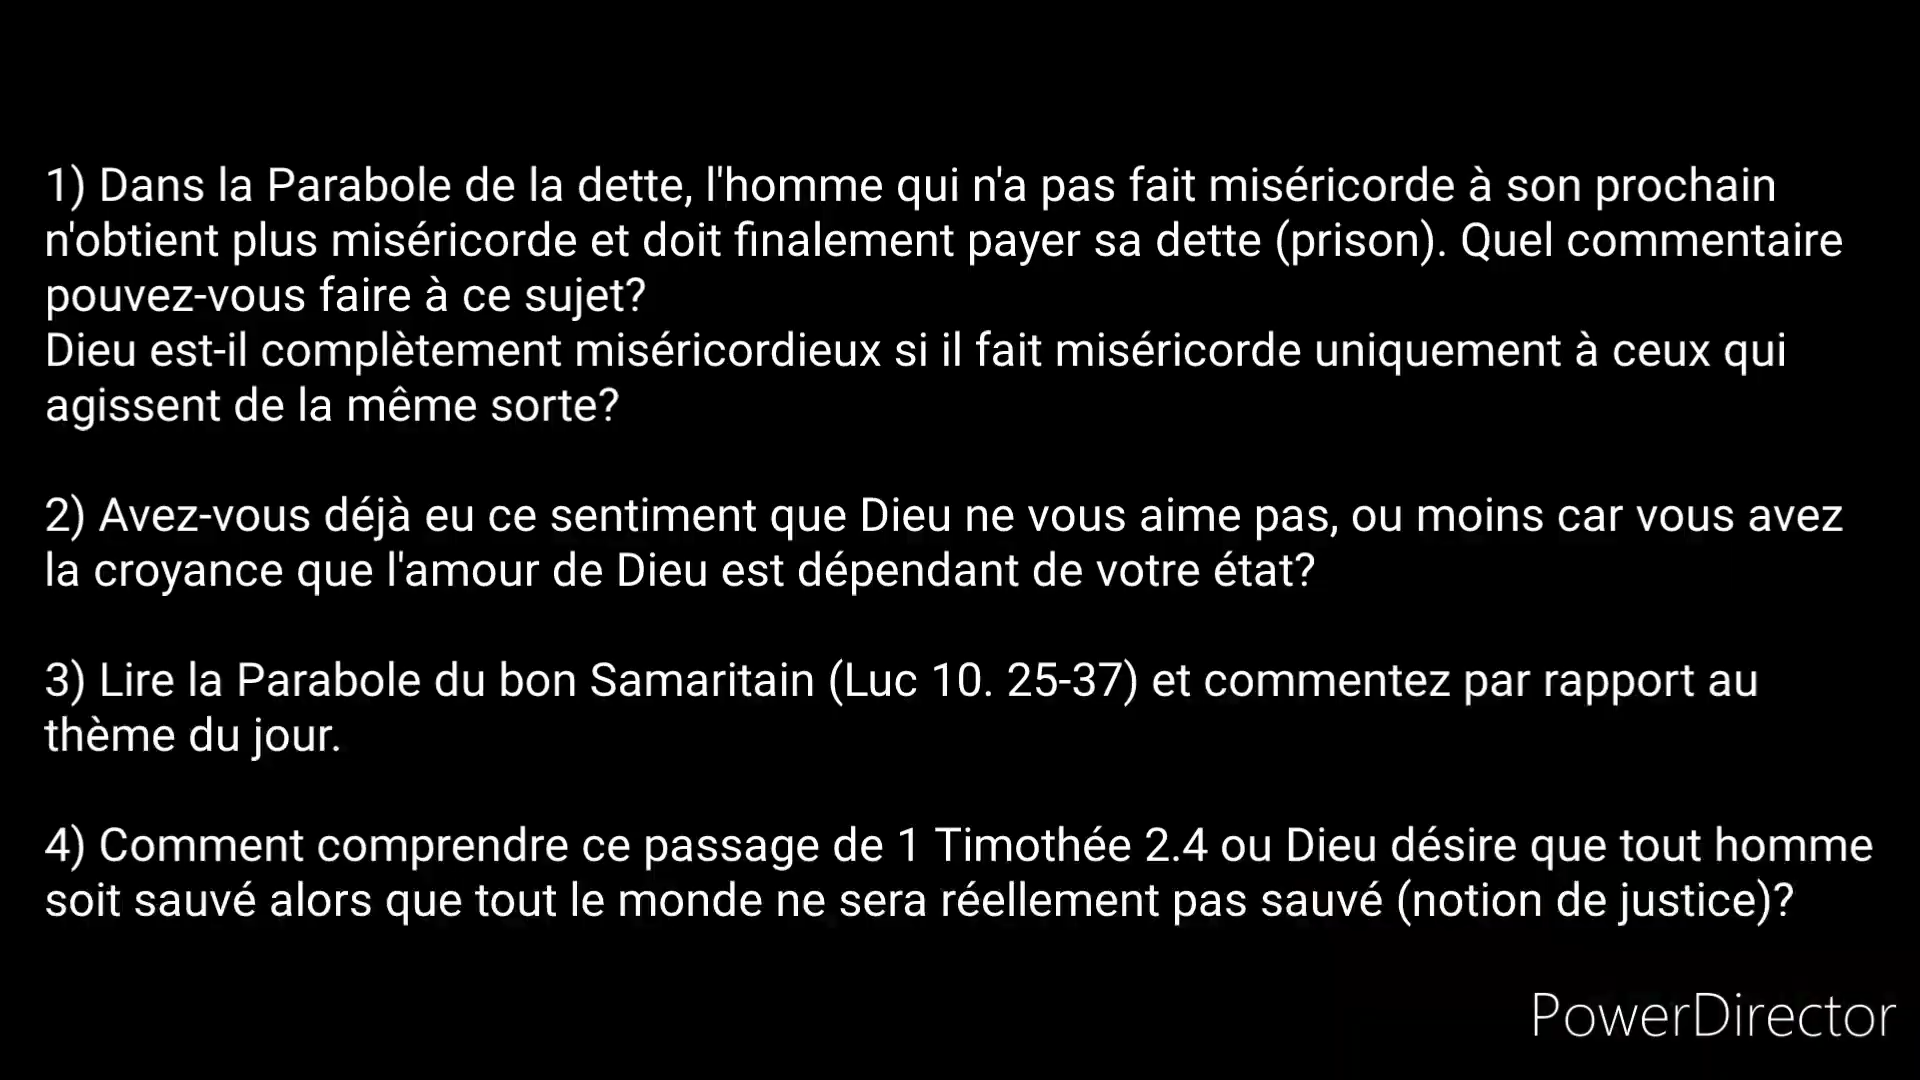 1) Dans la Parabole de la dette, l'homme qui n'a pas fait miséricorde à son prochain
n'obtient plus miséricorde et doit finalement payer sa dette (prison). Quel commentaire
pouvez-vous faire à ce sujet?
Dieu est-il complètement miséricordieux si il fait miséricorde uniquement à ceux qui
agissent de la même sorte?
2) Avez-vous déjà eu ce sentiment que Dieu ne vous aime pas, ou moins car vous avez
la croyance que l'amour de Dieu est dépendant de votre état?
3) Lire la Parabole du bon Samaritain (Luc 10. 25-37) et commentez par rapport au
thème du jour.
4) Comment comprendre ce passage de 1 Timothée 2.4 ou Dieu désire que tout homme
soit sauvé alors que tout le monde ne sera réellement pas sauvé (notion de justice)?
PowerDirector